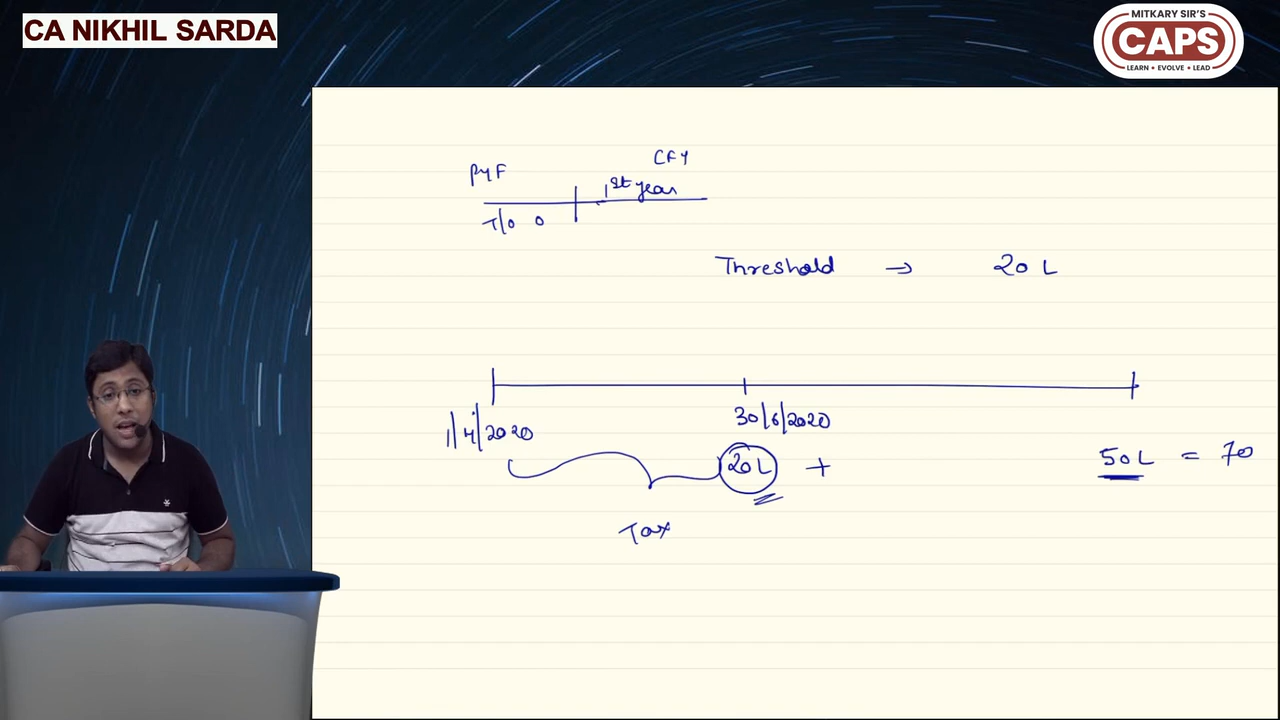 CA NIKHIL SARDA
MITKARY SIR'S
CAPS
LEARN • EVOLVE • LEAD
PYF CFY
T/O 0 1st year
Threshold → 20 L
1/4/2020 30/6/2020
20L + 50L = 70
Tax